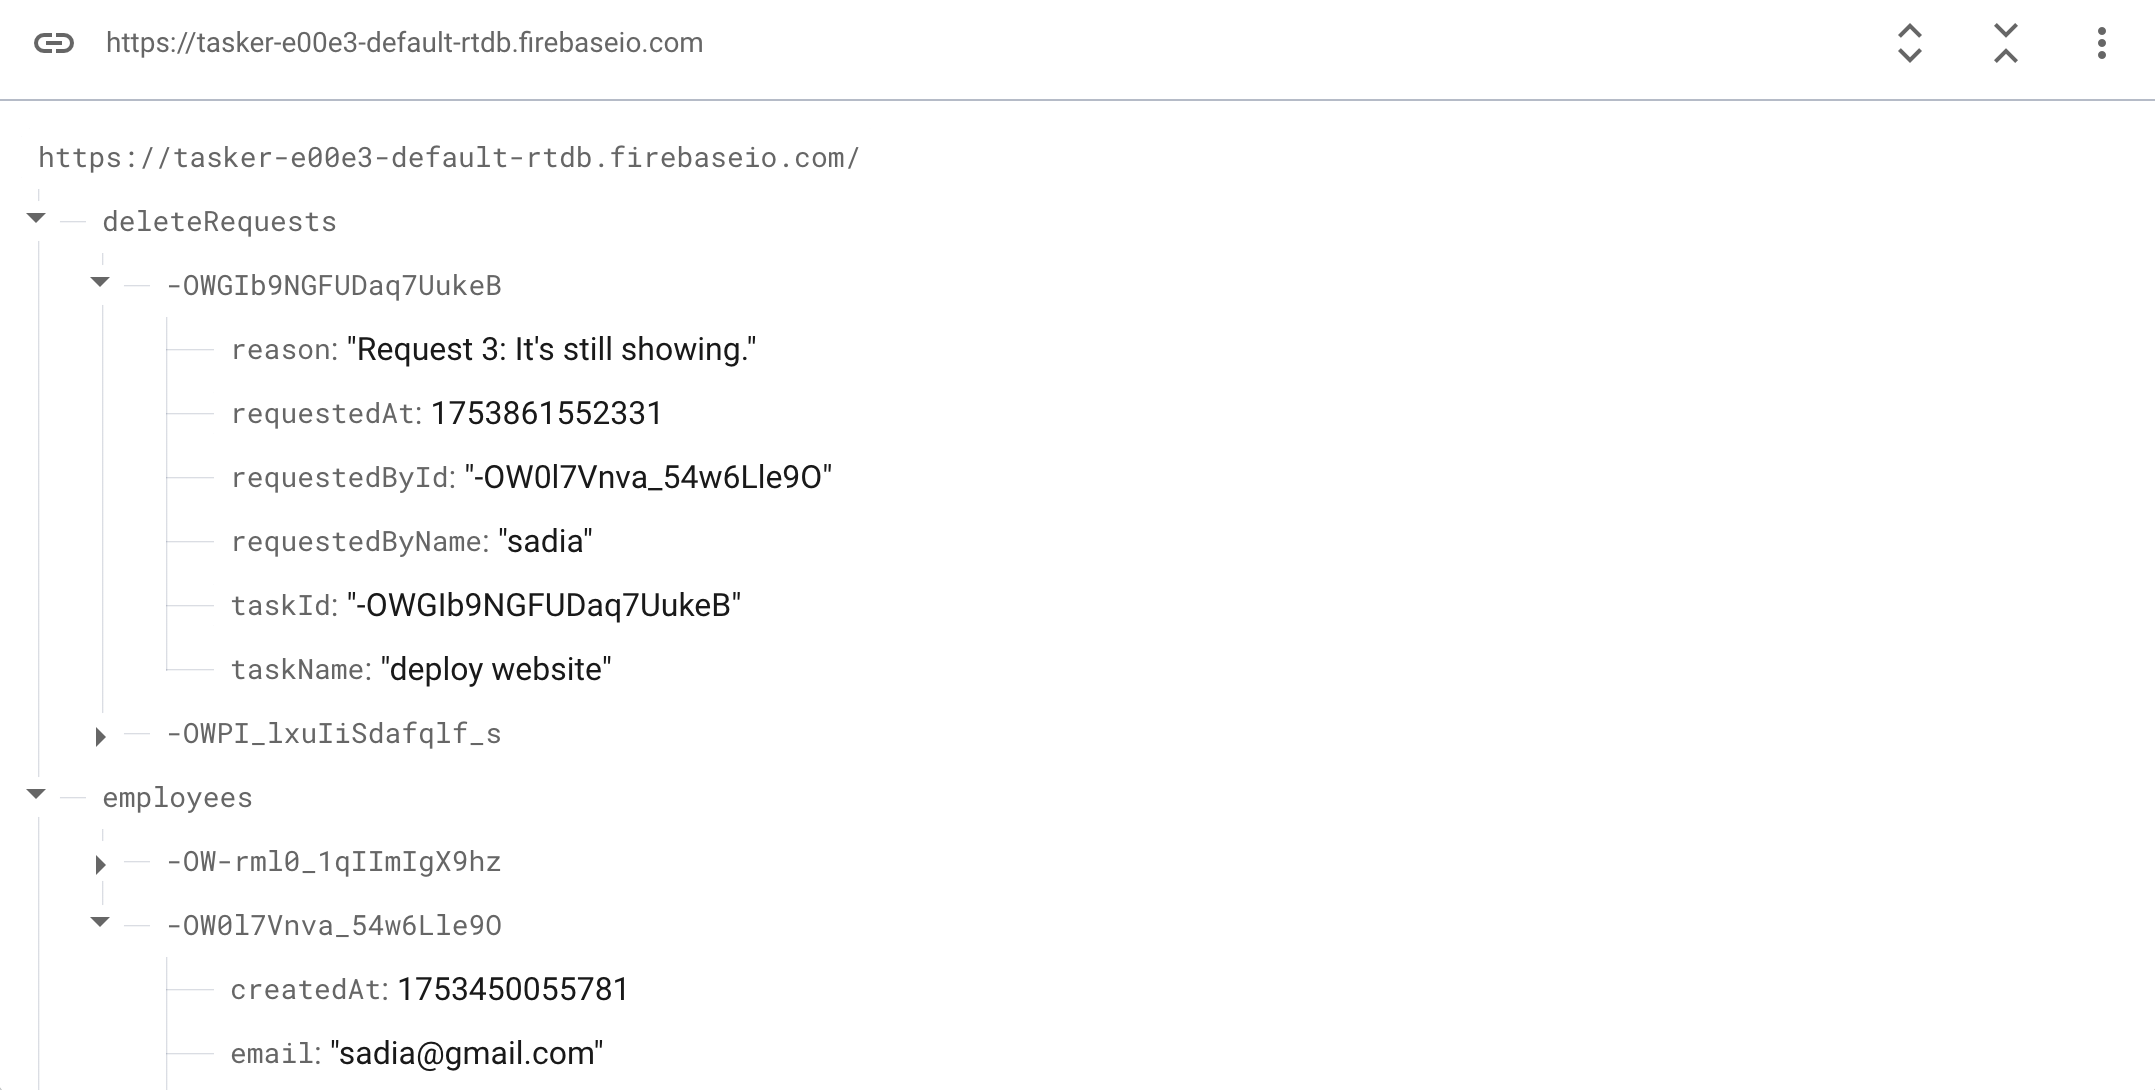 https://tasker-e00e3-default-rtdb.firebaseio.com
https://tasker-e00e3-default-rtdb.firebaseio.com/
deleteRequests
-OWGIb9NGFUDaq7UukeB
reason: "Request 3: It's still showing."
requestedAt: 1753861552331
requestedById: "-OW0l7Vnva_54w6Lle9O"
requestedByName: "sadia"
taskId: "-OWGIb9NGFUDaq7UukeB"
taskName: "deploy website"
-OWPI_lxuIiSdafqlf_s
employees
-OW-rml0_1qIImIgX9hz
-OW0l7Vnva_54w6Lle9O
createdAt: 1753450055781
email: "sadia@gmail.com"